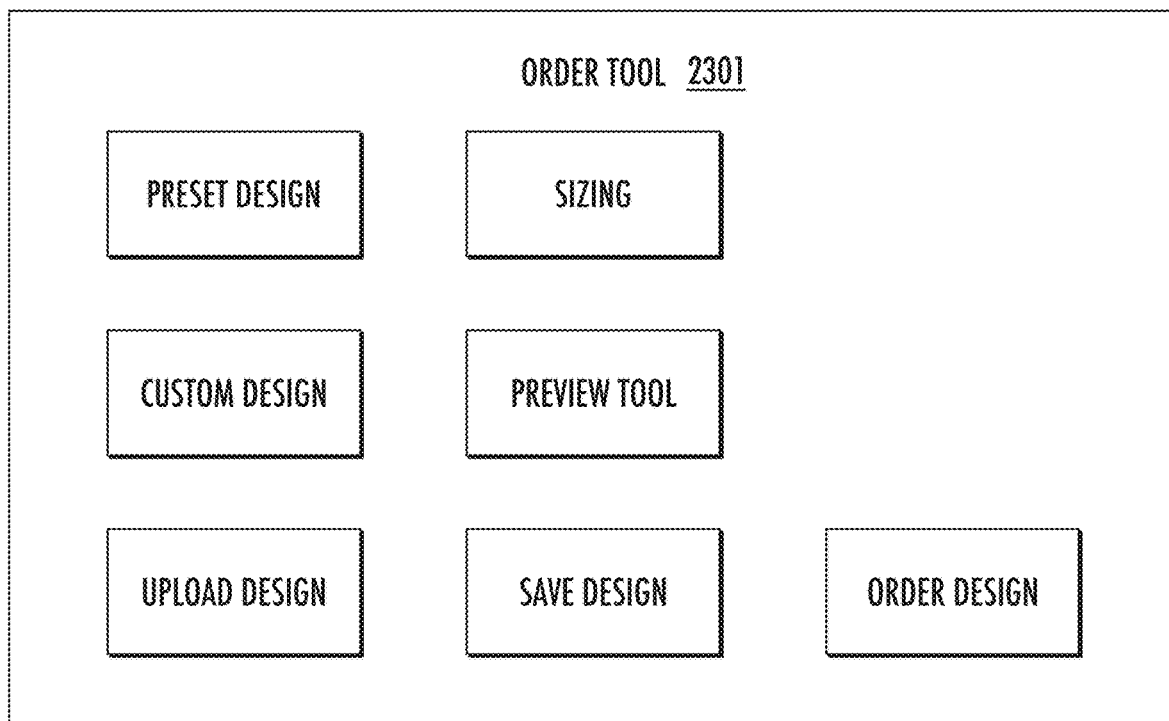 ORDER TOOL 2301
PRESET DESIGN
SIZING
CUSTOM DESIGN
PREVIEW TOOL
UPLOAD DESIGN
SAVE DESIGN
ORDER DESIGN